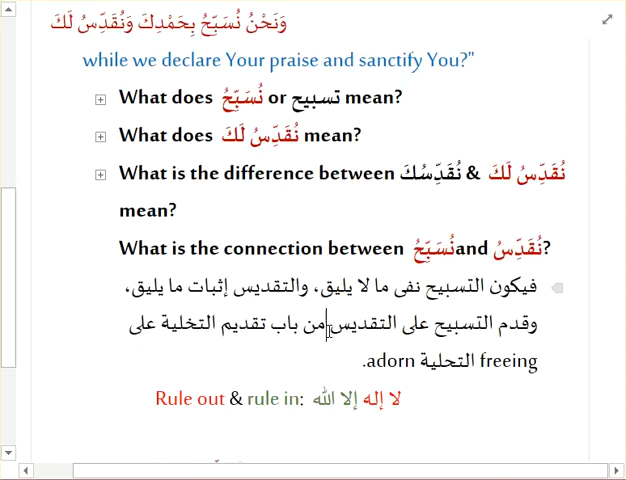 وَنَحْنُ نُسَبِّحُ بِحَمْدِكَ وَنُقَدِّسُ لَكَ
while we declare Your praise and sanctify You?"
What does نُسَبِّحُ or تسبيح mean?
What does نُقَدِّسُ لَكَ mean?
What is the difference between نُقَدِّسُكَ & نُقَدِّسُ لَكَ
mean?
What is the connection between نُسَبِّحُ and نُقَدِّسُ?
فيكون التسبيح نفى ما لا يليق، والتقديس إثبات ما يليق،
وقدم التسبيح على التقديس من باب تقديم التخلية على
freeing التحلية adorn.
Rule out & rule in: لا إله إلا الله